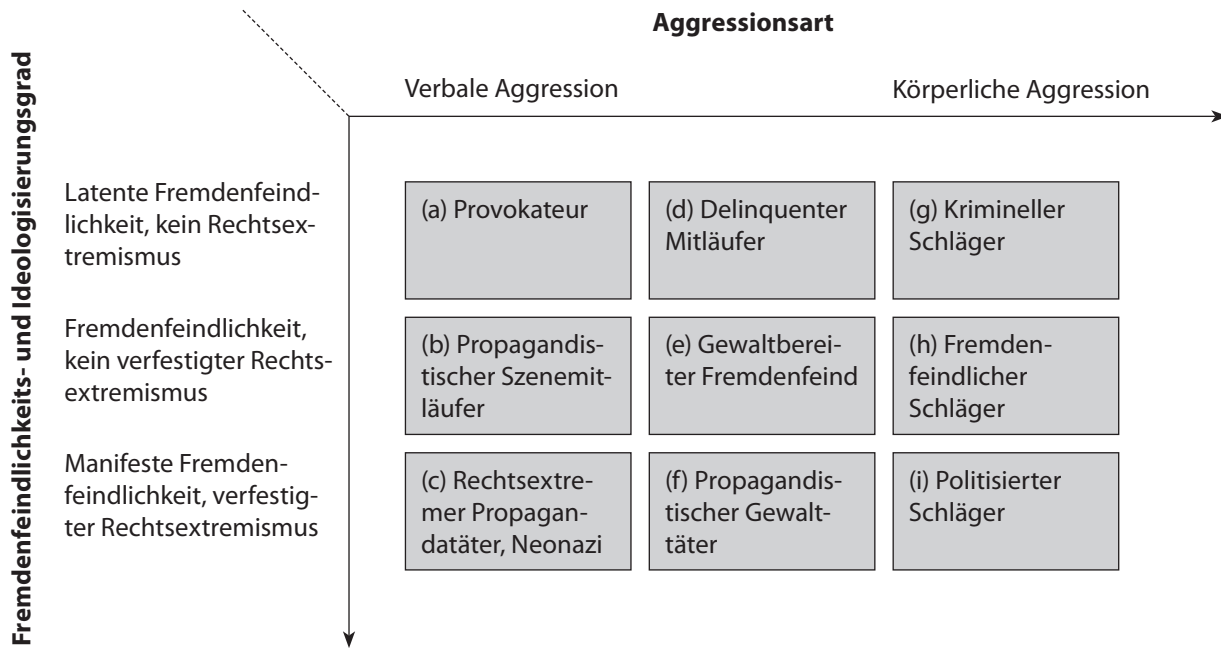 Aggressionsart
Fremdenfeindlichkeits- und Ideologisierungsgrad
Verbale Aggression
Körperliche Aggression
Latente Fremdenfeind-
lichkeit, kein Rechtsex-
tremismus
(a) Provokateur
(d) Delinquenter
Mitläufer
(g) Krimineller
Schläger
Fremdenfeindlichkeit,
kein verfestigter Rechts-
extremismus
(b) Propagandis-
tischer Szenemit-
läufer
(e) Gewaltberei-
ter Fremdenfeind
(h) Fremden-
feindlicher
Schläger
Manifeste Fremden-
feindlichkeit, verfestig-
ter Rechtsextremismus
(c) Rechtsextre-
mer Propagan-
datäter, Neonazi
(f) Propagandis-
tischer Gewalt-
täter
(i) Politisierter
Schläger